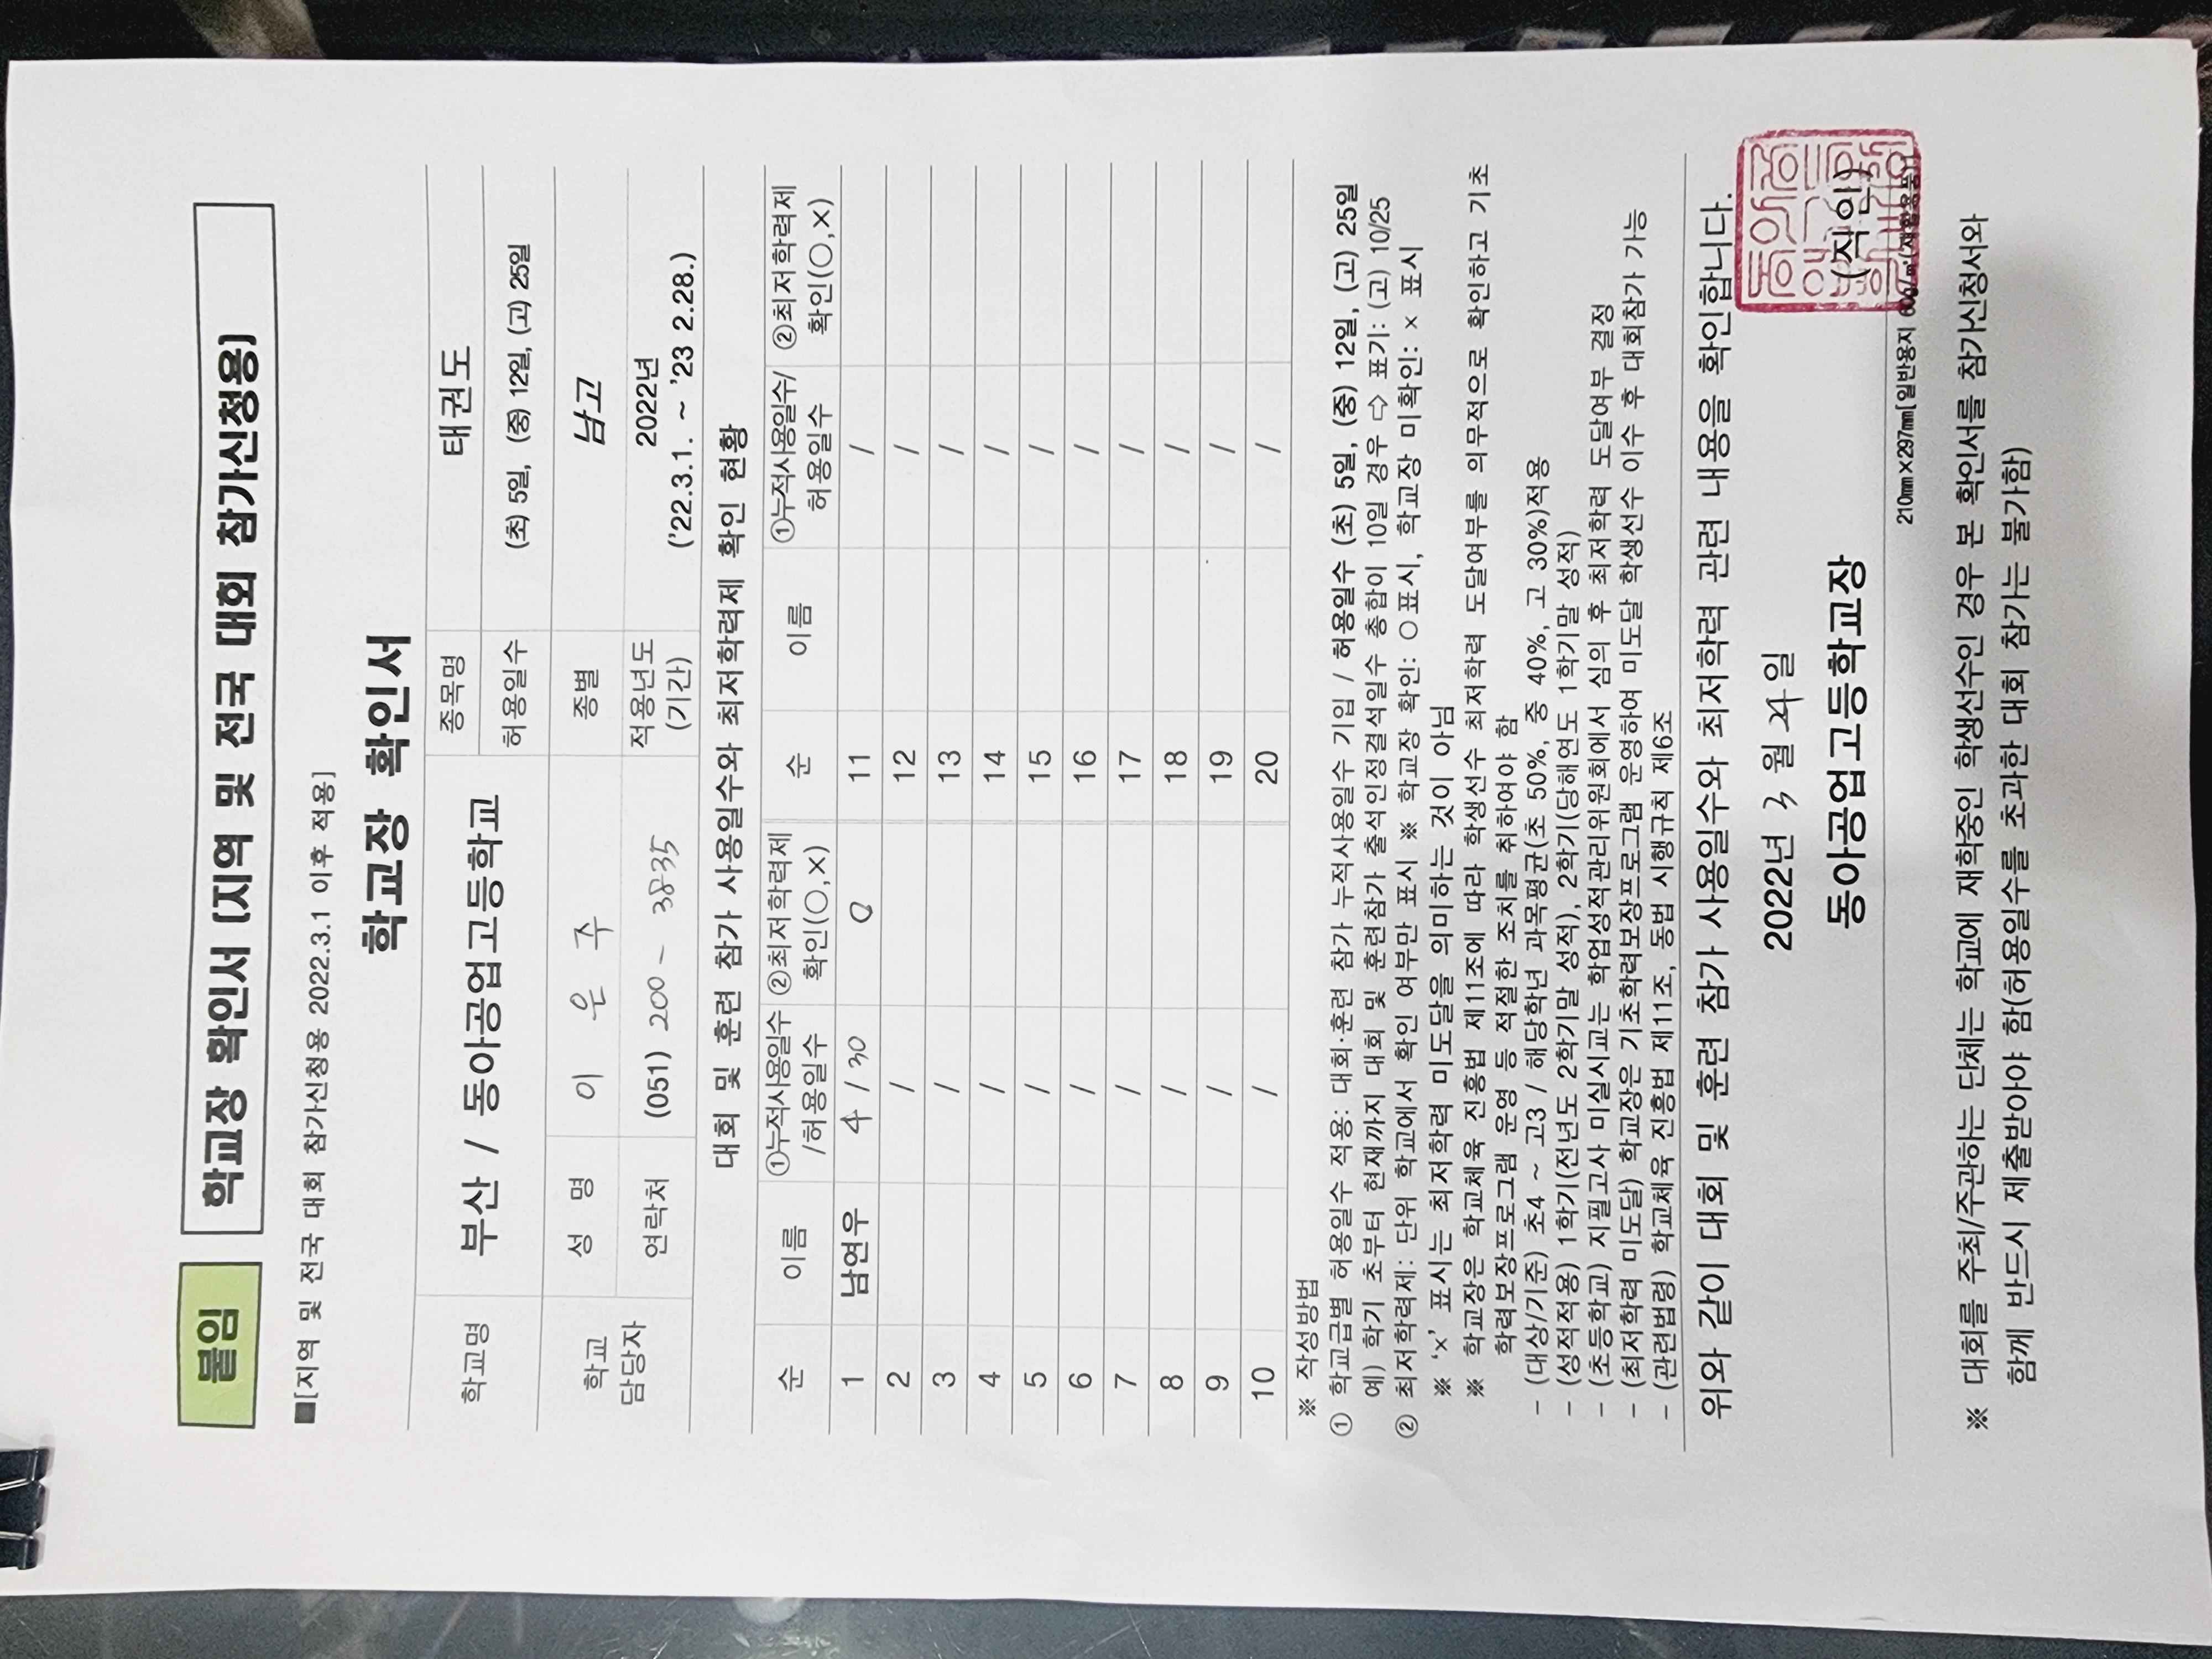 붙임 학교장 확인서 (지역 및 전국 대회 참가신청용)
■[지역 및 전국 대회 참가신청용 2022.3.1 이후 적용]
학교장 확인서
학교명 부산 / 동아공업고등학교 종목명 태권도
허용일수 (초) 5일, (중) 12일, (고) 25일
학교 담당자 성 명 이 은 주 종별 남고
연락처 (051) 200 - 3835 적용년도 (기간) 2022년 ('22.3.1. ~ '23 2.28.)
대회 및 훈련 참가 사용일수와 최저학력제 확인 현황
순 이름 ①누적사용일수 /허용일수 ②최저학력제 확인(○,×) 순 이름 ①누적사용일수/ 허용일수 ②최저학력제 확인(○,×)
1 남연우 4 / 30 O 11 /
2 / 12 /
3 / 13 /
4 / 14 /
5 / 15 /
6 / 16 /
7 / 17 /
8 / 18 /
9 / 19 /
10 / 20 /
※ 작성방법
① 학교급별 허용일수 적용: 대회·훈련 참가 누적사용일수 기입 / 허용일수 (초) 5일, (중) 12일, (고) 25일
예) 학기 초부터 현재까지 대회 및 훈련참가 출석인정결석일수 총합이 10일 경우 ⇨ 표기: (고) 10/25
② 최저학력제: 단위 학교에서 확인 여부만 표시 ※ 학교장 확인: ○표시, 학교장 미확인: × 표시
※ '×' 표시는 최저학력 미도달을 의미하는 것이 아님
※ 학교장은 학교체육 진흥법 제11조에 따라 학생선수 최저학력 도달여부를 의무적으로 확인하고 기초
학력보장프로그램 운영 등 적절한 조치를 취하여야 함
- (대상/기준) 초4 ~ 고3 / 해당학년 과목평균(초 50%, 중 40%, 고 30%)적용
- (성적적용) 1학기(전년도 2학기말 성적), 2학기(당해연도 1학기말 성적)
- (초등학교) 지필고사 미실시교는 학업성적관리위원회에서 심의 후 최저학력 도달여부 결정
- (최저학력 미도달) 학교장은 기초학력보장프로그램 운영하여 미도달 학생선수 이수 후 대회참가 가능
- (관련법령) 학교체육 진흥법 제11조, 동법 시행규칙 제6조
위와 같이 대회 및 훈련 참가 사용일수와 최저학력 관련 내용을 확인합니다.
2022년 3 월 24 일
동아공업고등학교장 (직인)
210㎜×297㎜[일반용지 60g/㎡(재활용품)]
※ 대회를 주최/주관하는 단체는 학교에 재학중인 학생선수인 경우 본 확인서를 참가신청서와
함께 반드시 제출받아야 함(허용일수를 초과한 대회 참가는 불가함)